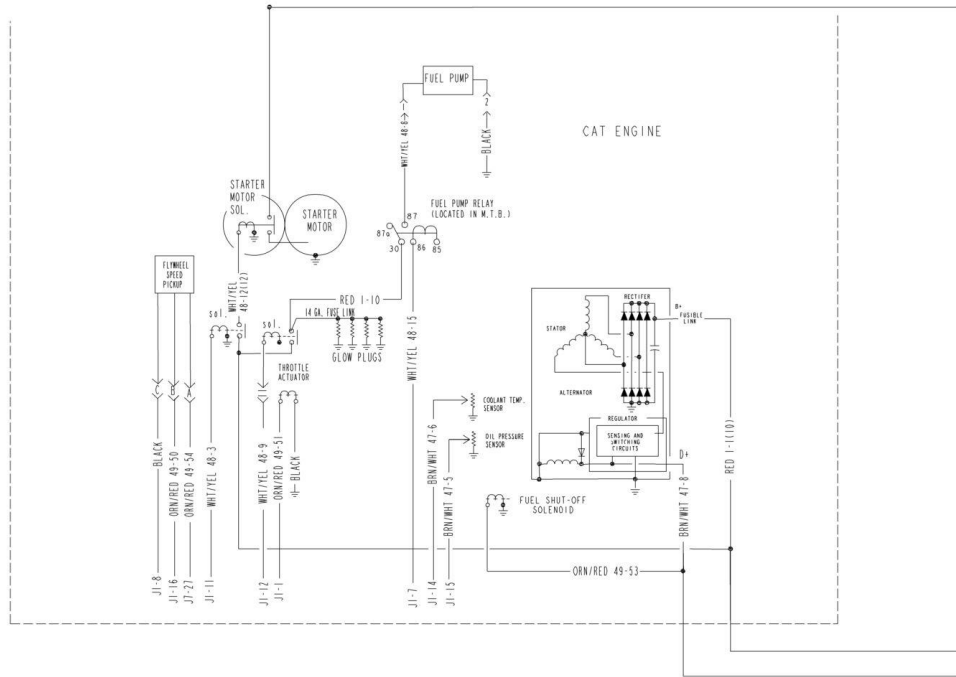 CAT ENGINE
FUEL PUMP
1
2
WHT/YEL 48-8
BLACK
STARTER
MOTOR
SOL.
STARTER
MOTOR
FUEL PUMP RELAY
(LOCATED IN M.T.B.)
87
87a
30
86
85
FLYWHEEL
SPEED
PICKUP
WHT/YEL
48-12(12)
sol.
sol.
RED 1-10
14 GA. FUSE LINK
GLOW PLUGS
THROTTLE
ACTUATOR
WHT/YEL 48-15
C
B
A
BLACK
ORN/RED 49-50
ORN/RED 49-54
WHT/YEL 48-3
WHT/YEL 48-9
ORN/RED 49-51
BLACK
COOLANT TEMP.
SENSOR
OIL PRESSURE
SENSOR
BRN/WHT 47-6
BRN/WHT 47-5
RECTIFER
STATOR
ALTERNATOR
REGULATOR
SENSING AND
SWITCHING
CIRCUITS
B+
FUSIBLE
LINK
D+
RED 1-1(10)
BRN/WHT 47-8
FUEL SHUT-OFF
SOLENOID
ORN/RED 49-53
J1-8
J1-16
J7-27
J1-11
J1-12
J1-1
J1-7
J1-14
J1-15